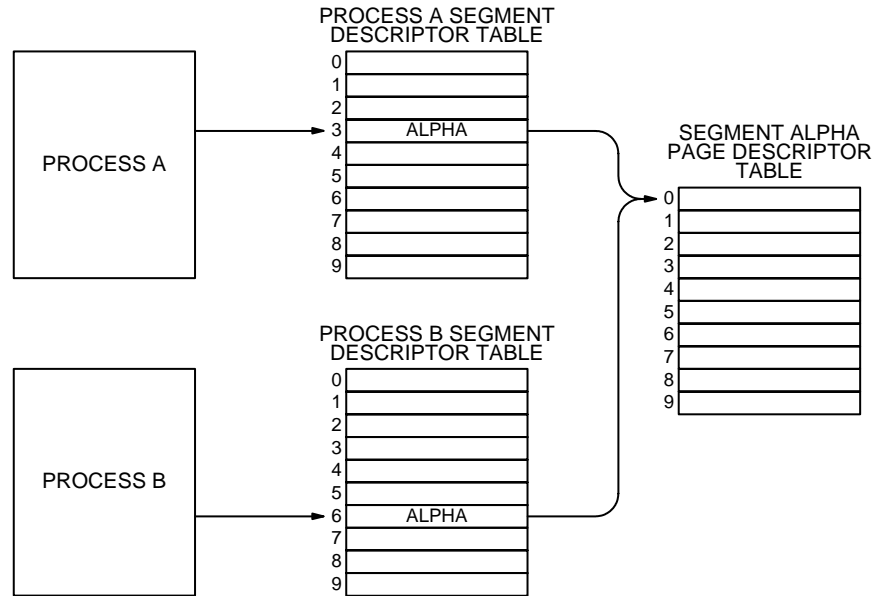 PROCESS A SEGMENT
DESCRIPTOR TABLE
PROCESS A
0
1
2
3 ALPHA
4
5
6
7
8
9
SEGMENT ALPHA
PAGE DESCRIPTOR
TABLE
0
1
2
3
4
5
6
7
8
9
PROCESS B SEGMENT
DESCRIPTOR TABLE
PROCESS B
0
1
2
3
4
5
6 ALPHA
7
8
9